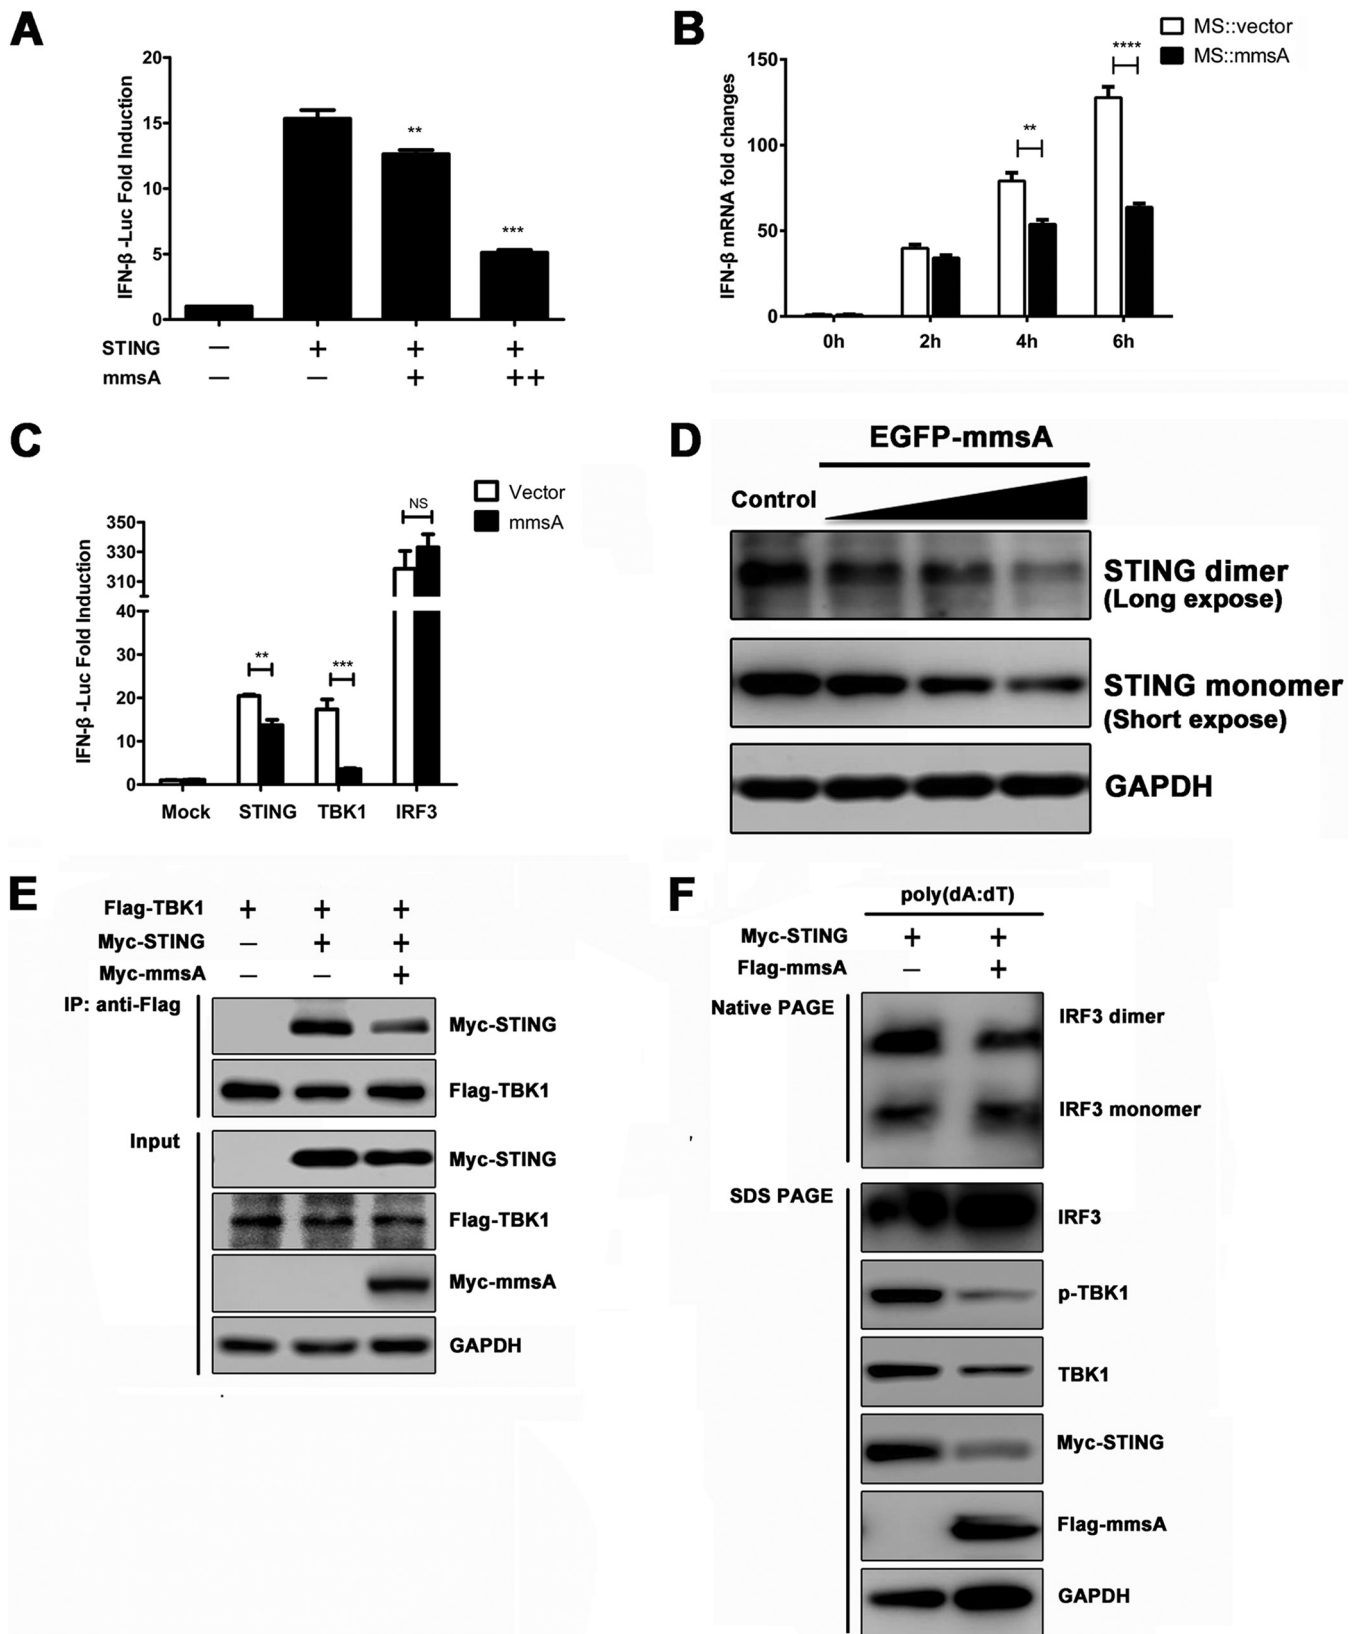 A
IFN-β -Luc Fold Induction
20
15
10
5
0
**
***
STING — + + +
mmsA — — + ++
B
MS::vector
MS::mmsA
IFN-β mRNA fold changes
150
100
50
0
**
****
0h 2h 4h 6h
C
Vector
mmsA
IFN-β -Luc Fold Induction
350
330
310
40
30
20
10
0
**
***
NS
Mock STING TBK1 IRF3
D
EGFP-mmsA
Control
STING dimer
(Long expose)
STING monomer
(Short expose)
GAPDH
E
Flag-TBK1 + + +
Myc-STING — + +
Myc-mmsA — — +
IP: anti-Flag
Myc-STING
Flag-TBK1
Input
Myc-STING
Flag-TBK1
Myc-mmsA
GAPDH
F
poly(dA:dT)
Myc-STING + +
Flag-mmsA — +
Native PAGE
IRF3 dimer
IRF3 monomer
SDS PAGE
IRF3
p-TBK1
TBK1
Myc-STING
Flag-mmsA
GAPDH